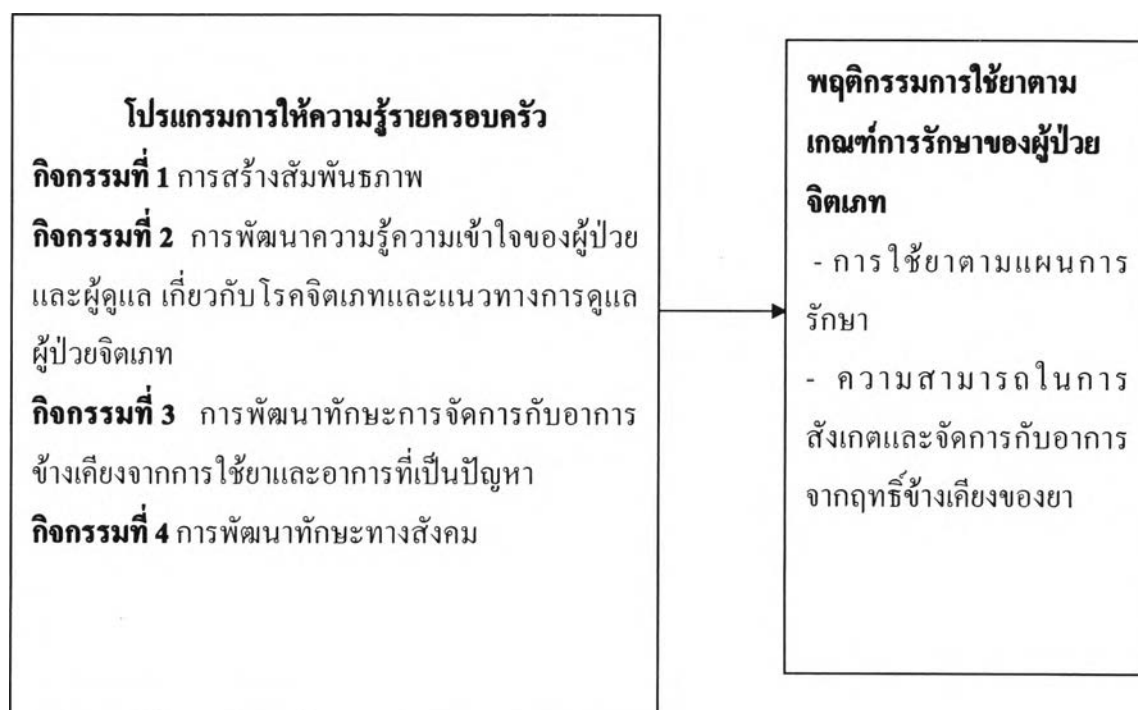 โปรแกรมการให้ความรู้รายครอบครัว
กิจกรรมที่ 1 การสร้างสัมพันธภาพ
กิจกรรมที่ 2 การพัฒนาความรู้ความเข้าใจของผู้ป่วย
และผู้ดูแล เกี่ยวกับโรคจิตเภทและแนวทางการดูแล
ผู้ป่วยจิตเภท
กิจกรรมที่ 3 การพัฒนาทักษะการจัดการกับอาการ
ข้างเคียงจากการใช้ยาและอาการที่เป็นปัญหา
กิจกรรมที่ 4 การพัฒนาทักษะทางสังคม
พฤติกรรมการใช้ยาตาม
เกณฑ์การรักษาของผู้ป่วย
จิตเภท
- การใช้ยาตามแผนการ
รักษา
- ความสามารถในการ
สังเกตและจัดการกับอาการ
จากฤทธิ์ข้างเคียงของยา